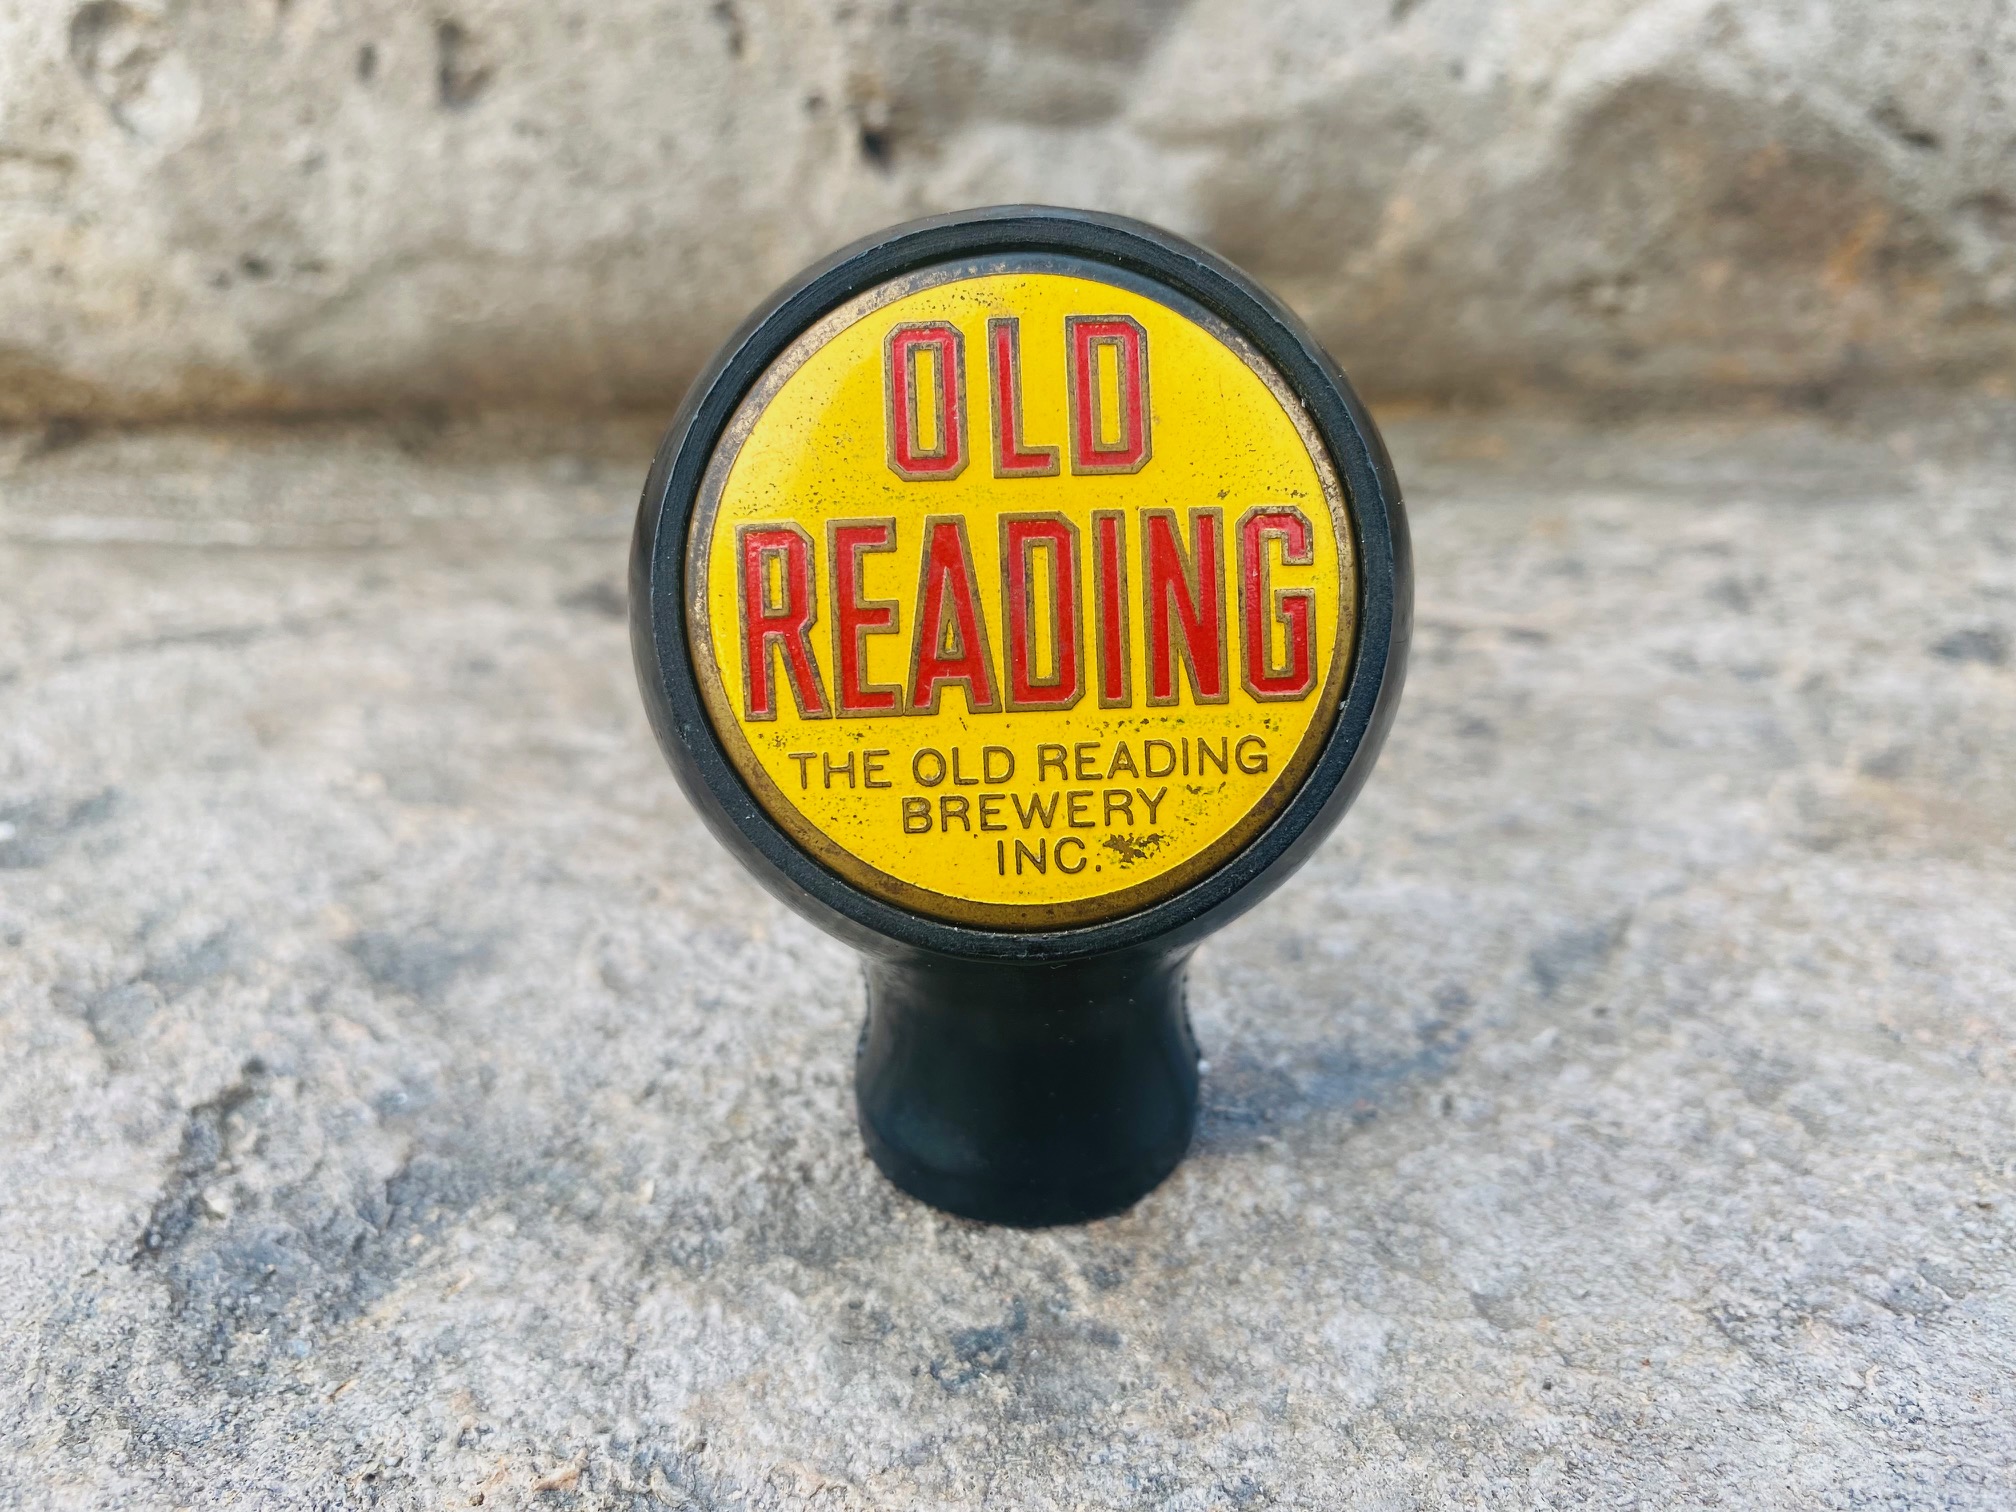 OLD
READING
THE OLD READING
BREWERY
INC.